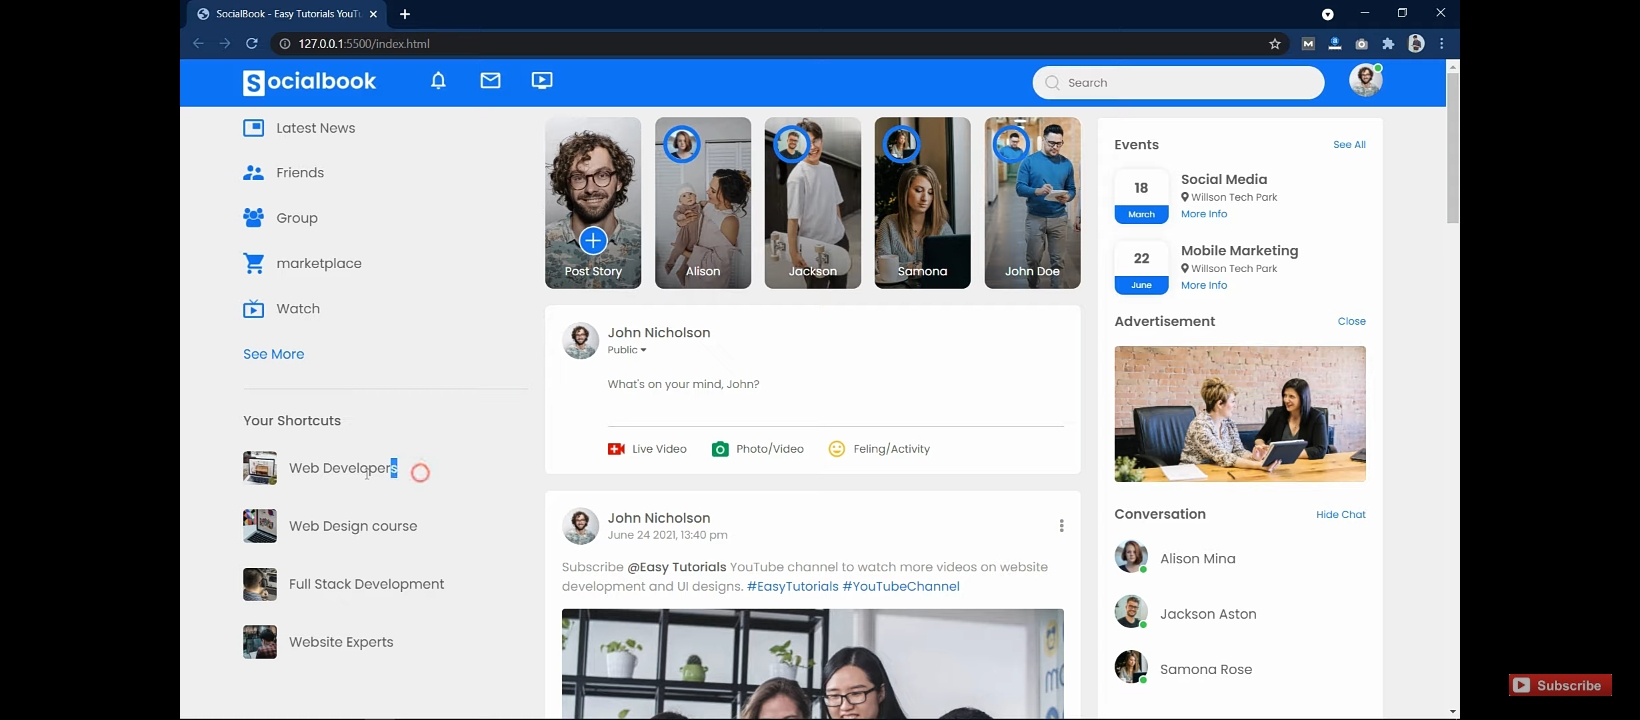 SocialBook - Easy Tutorials YouTu
127.0.0.1:5500/index.html
Socialbook
Search
Latest News
Friends
Group
marketplace
Watch
See More
Your Shortcuts
Web Developers
Web Design course
Full Stack Development
Website Experts
Post Story
Alison
Jackson
Samona
John Doe
John Nicholson
Public
What's on your mind, John?
Live Video
Photo/Video
Feling/Activity
John Nicholson
June 24 2021, 13:40 pm
Subscribe @Easy Tutorials YouTube channel to watch more videos on website
development and UI designs. #EasyTutorials #YouTubeChannel
Events
See All
18
March
Social Media
Willson Tech Park
More Info
22
June
Mobile Marketing
Willson Tech Park
More Info
Advertisement
Close
Conversation
Hide Chat
Alison Mina
Jackson Aston
Samona Rose
Subscribe